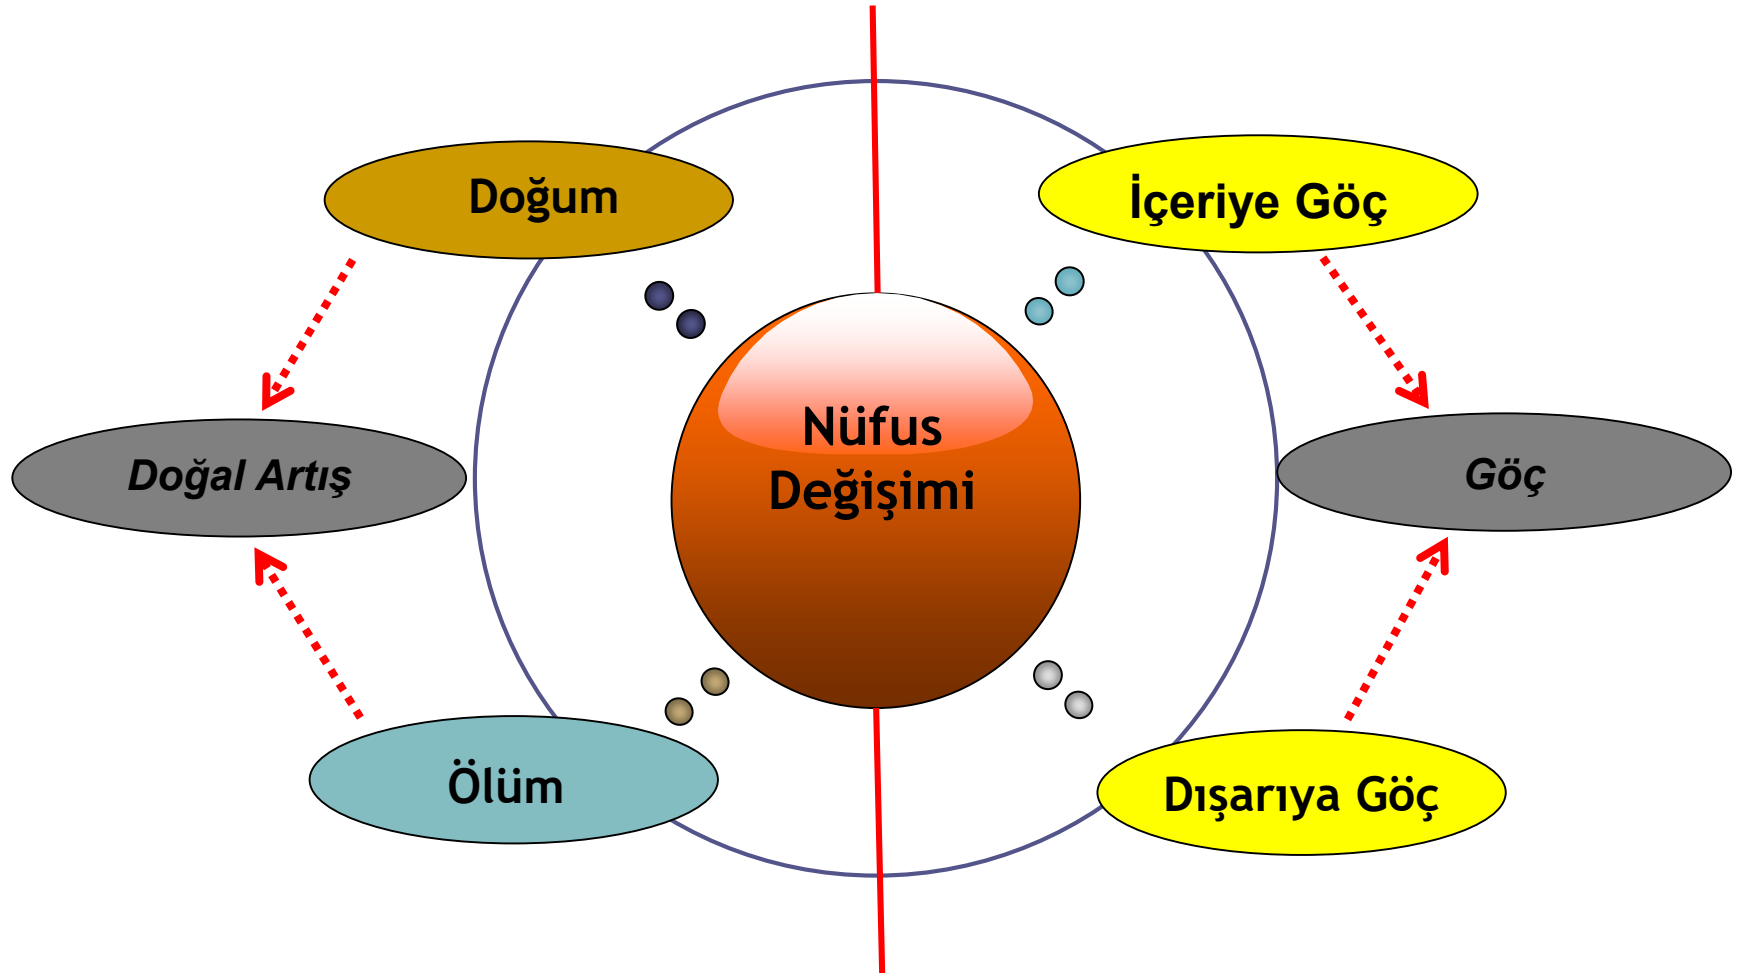 Doğum
İçeriye Göç
Nüfus
Değişimi
Doğal Artış
Göç
Ölüm
Dışarıya Göç